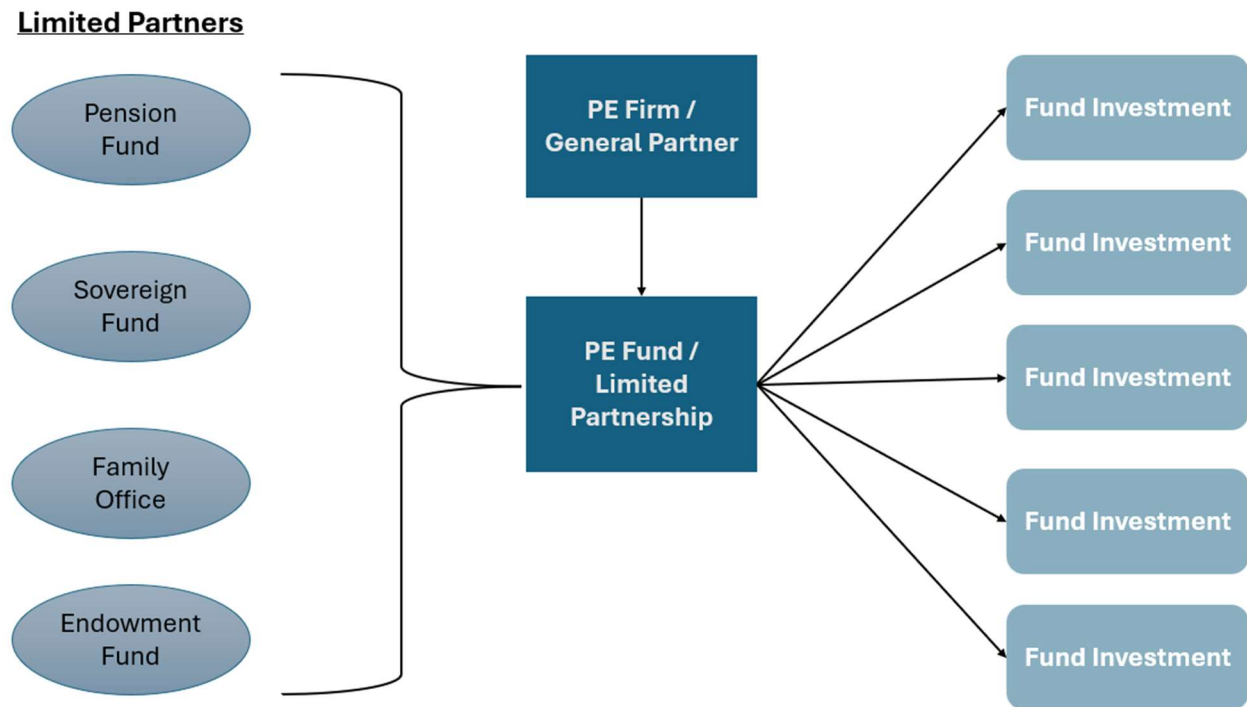 Limited Partners
Pension
Fund
Sovereign
Fund
Family
Office
Endowment
Fund
PE Firm /
General Partner
PE Fund /
Limited
Partnership
Fund Investment
Fund Investment
Fund Investment
Fund Investment
Fund Investment